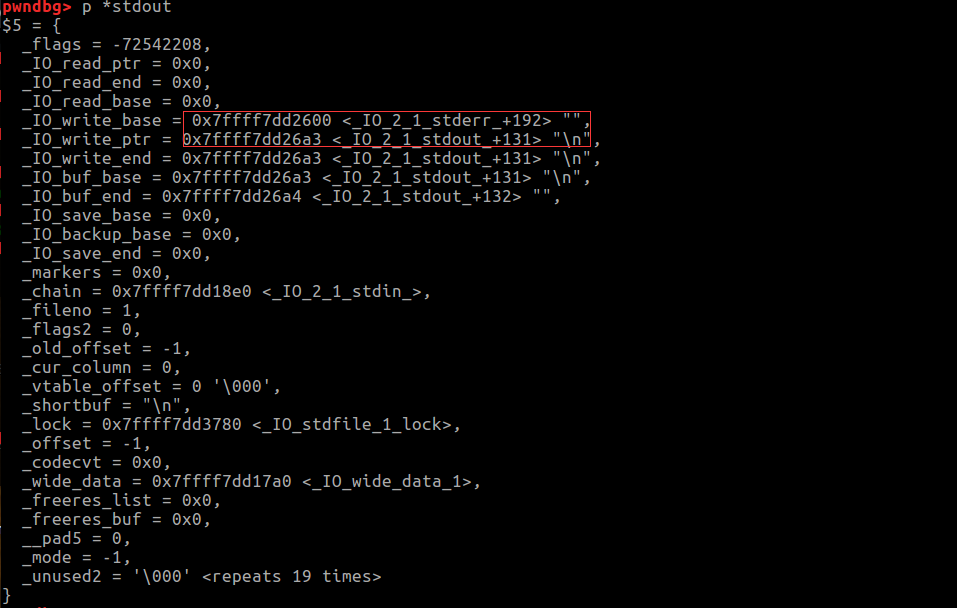 pwndbg> p *stdout
$5 = {
  _flags = -72542208,
  _IO_read_ptr = 0x0,
  _IO_read_end = 0x0,
  _IO_read_base = 0x0,
  _IO_write_base = 0x7ffff7dd2600 <_IO_2_1_stderr_+192> "",
  _IO_write_ptr = 0x7ffff7dd26a3 <_IO_2_1_stdout_+131> "\n",
  _IO_write_end = 0x7ffff7dd26a3 <_IO_2_1_stdout_+131> "\n",
  _IO_buf_base = 0x7ffff7dd26a3 <_IO_2_1_stdout_+131> "\n",
  _IO_buf_end = 0x7ffff7dd26a4 <_IO_2_1_stdout_+132> "",
  _IO_save_base = 0x0,
  _IO_backup_base = 0x0,
  _IO_save_end = 0x0,
  _markers = 0x0,
  _chain = 0x7ffff7dd18e0 <_IO_2_1_stdin_>,
  _fileno = 1,
  _flags2 = 0,
  _old_offset = -1,
  _cur_column = 0,
  _vtable_offset = 0 '\000',
  _shortbuf = "\n",
  _lock = 0x7ffff7dd3780 <_IO_stdfile_1_lock>,
  _offset = -1,
  _codecvt = 0x0,
  _wide_data = 0x7ffff7dd17a0 <_IO_wide_data_1>,
  _freeres_list = 0x0,
  _freeres_buf = 0x0,
  __pad5 = 0,
  _mode = -1,
  _unused2 = '\000' <repeats 19 times>
}